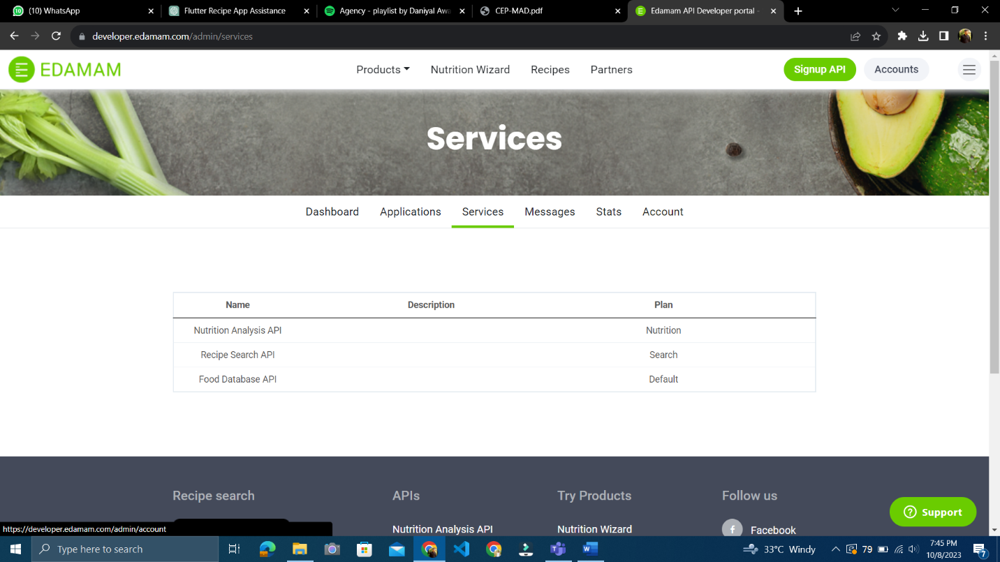 (10) WhatsApp
Flutter Recipe App Assistance
Agency - playlist by Daniyal Awa
CEP-MAD.pdf
Edamam API Developer portal -
developer.edamam.com/admin/services
EDAMAM
Products
Nutrition Wizard
Recipes
Partners
Signup API
Accounts
Services
Dashboard
Applications
Services
Messages
Stats
Account
Name Description Plan
Nutrition Analysis API Nutrition
Recipe Search API Search
Food Database API Default
Recipe search
APIs
Try Products
Follow us
Nutrition Analysis API
Nutrition Wizard
Facebook
Support
https://developer.edamam.com/admin/account
Type here to search
33°C Windy
79
7:45 PM
10/8/2023
7